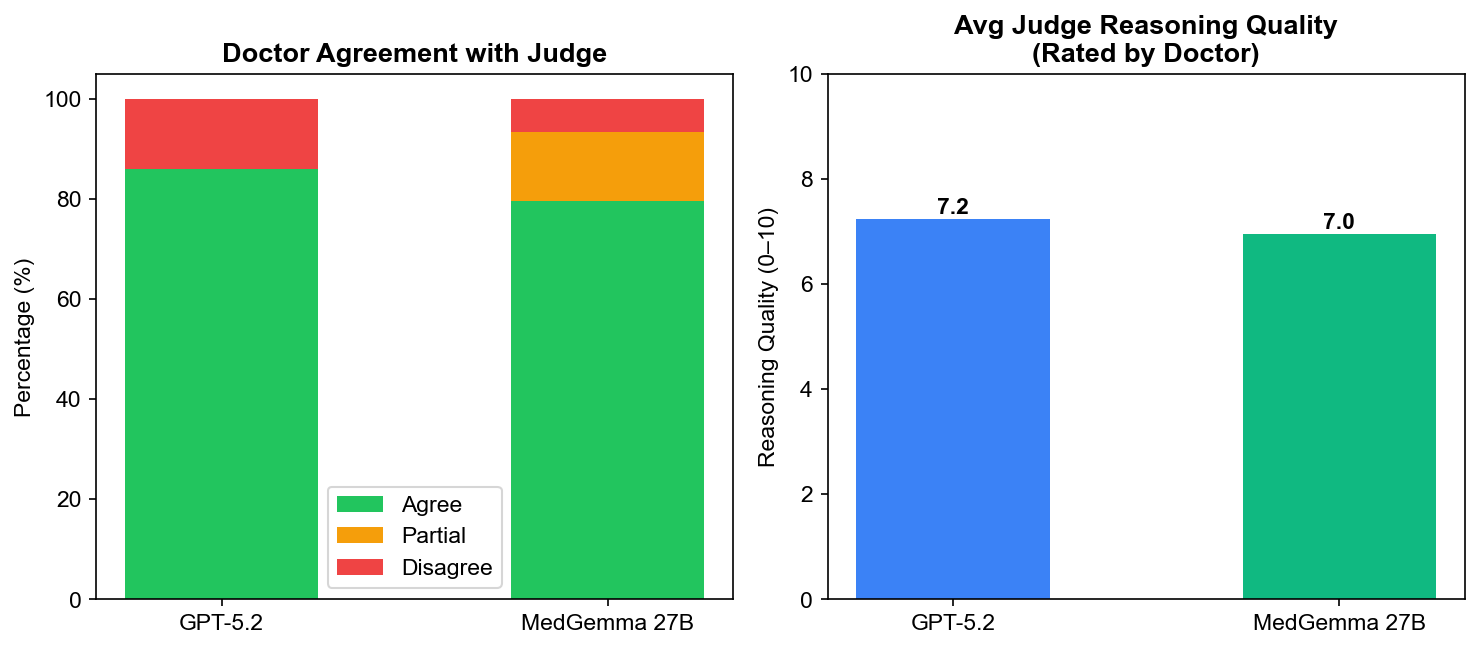 Doctor Agreement with Judge
Percentage (%)
100
80
60
40
20
0
Agree
Partial
Disagree
GPT-5.2
MedGemma 27B
Avg Judge Reasoning Quality
(Rated by Doctor)
Reasoning Quality (0–10)
10
8
6
4
2
0
7.2
7.0
GPT-5.2
MedGemma 27B